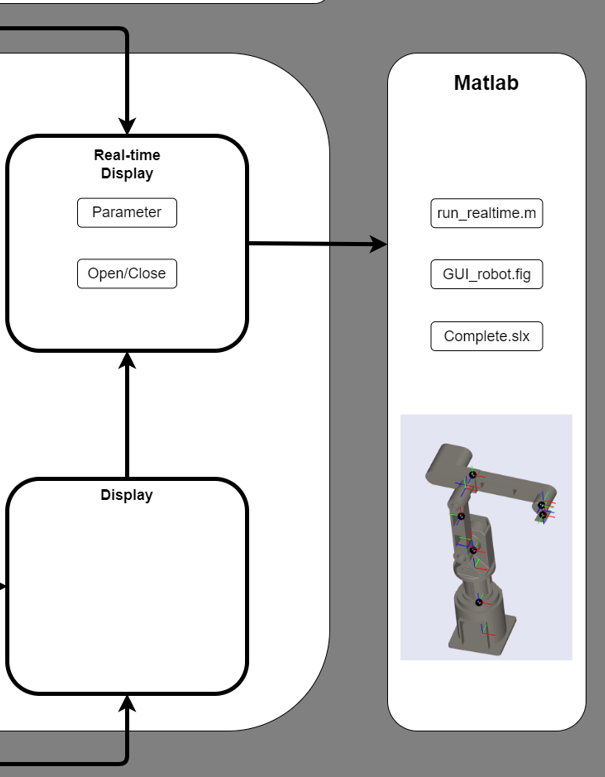 Real-time
Display
Parameter
Open/Close
Display
Matlab
run_realtime.m
GUI_robot.fig
Complete.slx